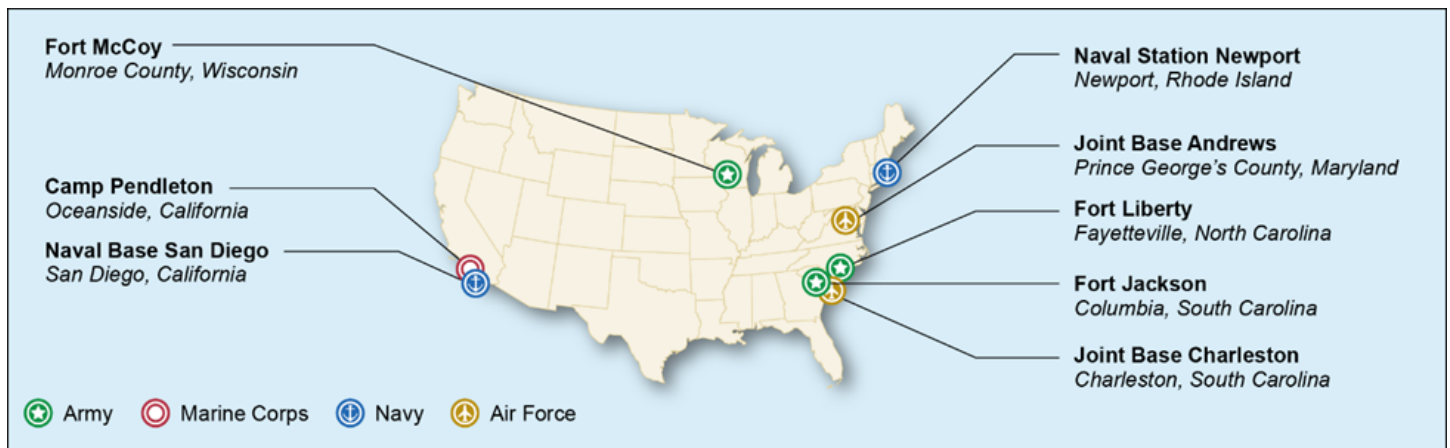 Fort McCoy
Monroe County, Wisconsin
Camp Pendleton
Oceanside, California
Naval Base San Diego
San Diego, California
Naval Station Newport
Newport, Rhode Island
Joint Base Andrews
Prince George’s County, Maryland
Fort Liberty
Fayetteville, North Carolina
Fort Jackson
Columbia, South Carolina
Joint Base Charleston
Charleston, South Carolina
Army
Marine Corps
Navy
Air Force